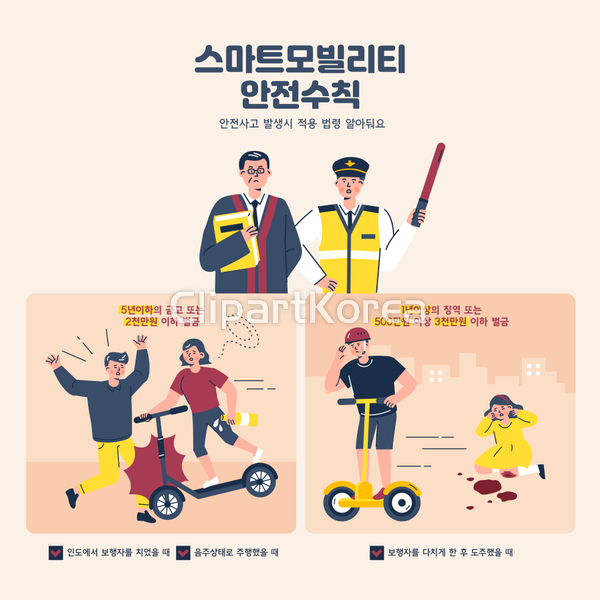 스마트모빌리티
안전수칙
안전사고 발생시 적용 법령 알아둬요
5년이하의 금고 또는
2천만원 이하 벌금
1년이상의 징역 또는
500만원 이상 3천만원 이하 벌금
ClipartKorea
인도에서 보행자를 치었을 때 음주상태로 주행했을 때
보행자를 다치게 한 후 도주했을 때